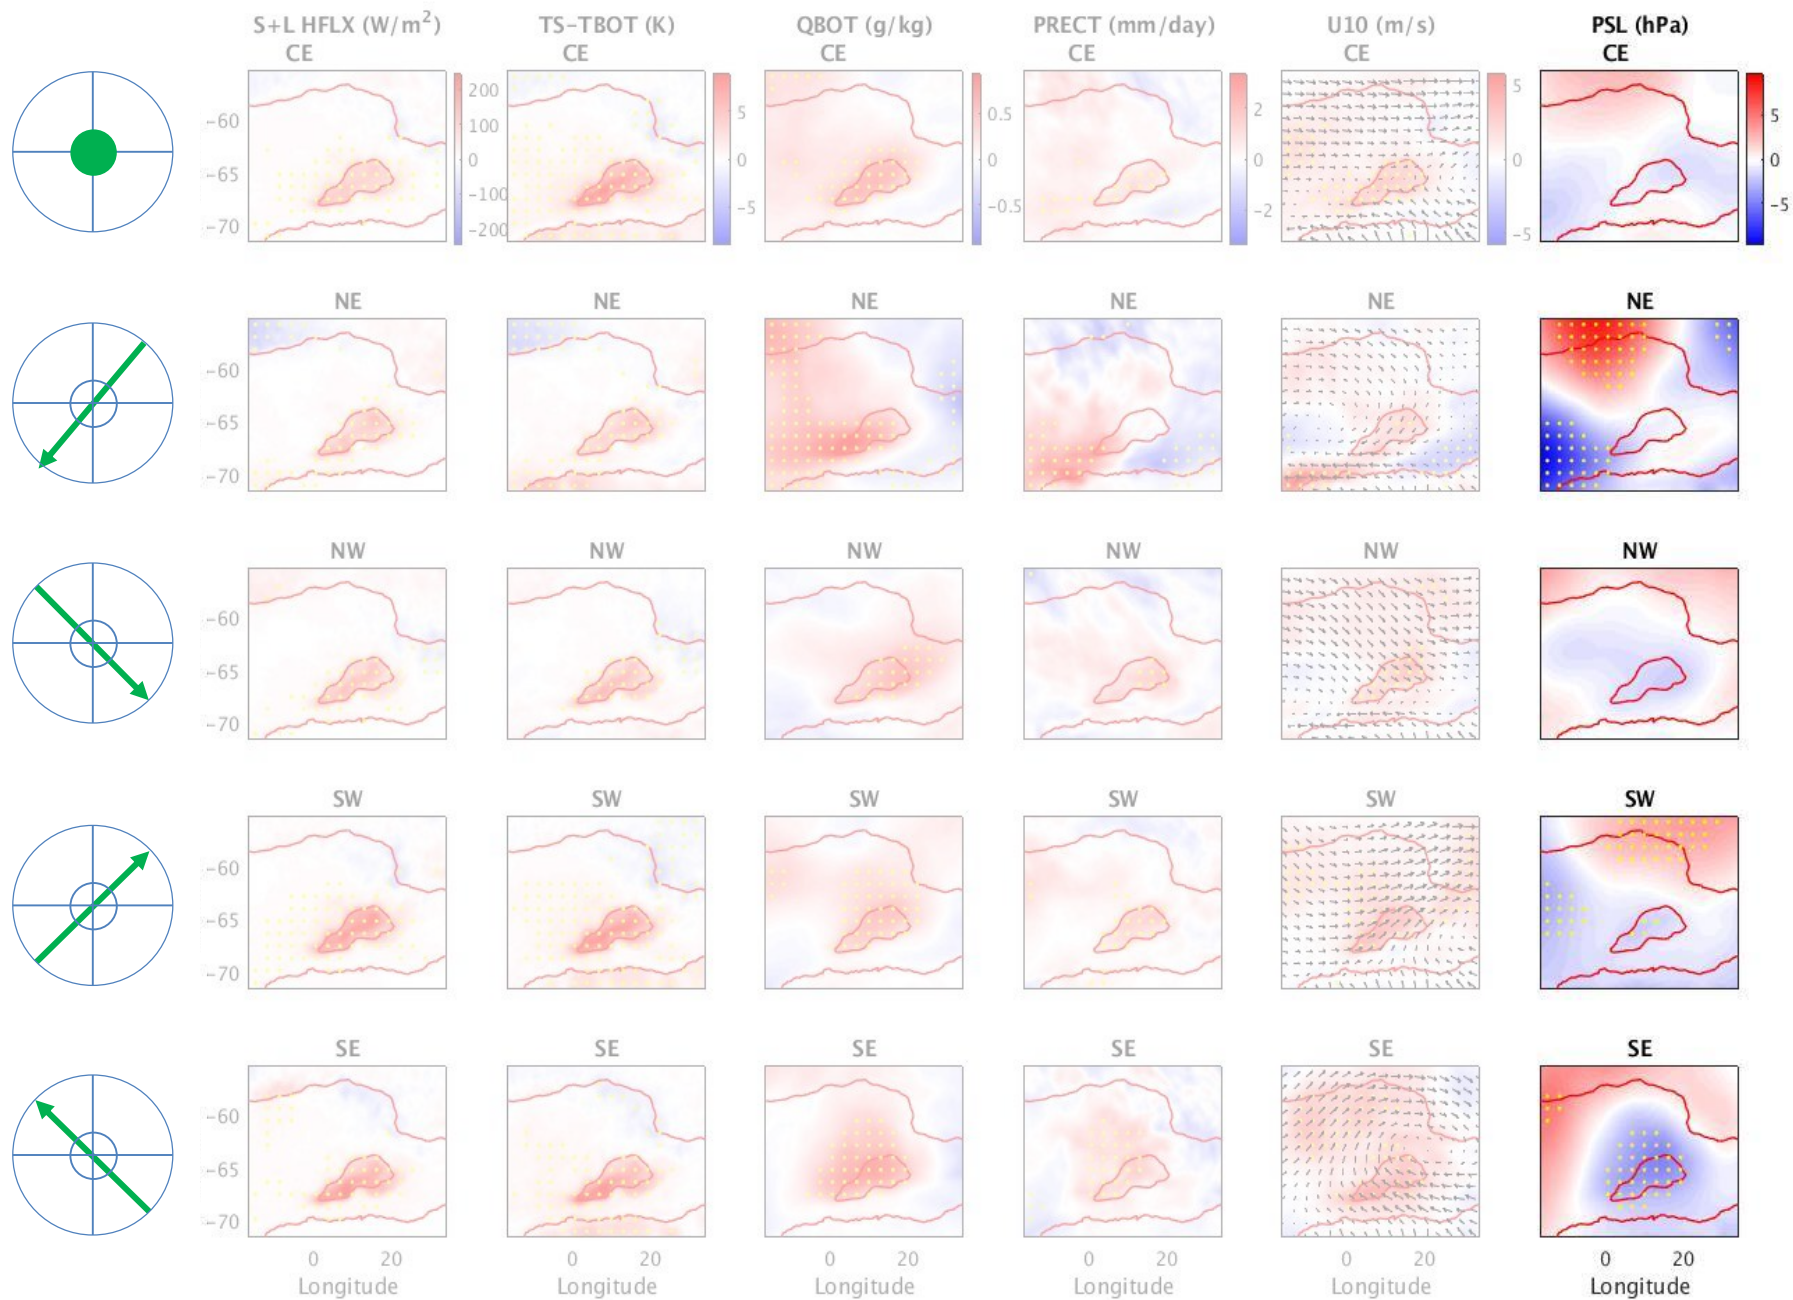 S+L HFLX (W/m²) TS-TBOT (K) QBOT (g/kg) PRECT (mm/day) U10 (m/s) PSL (hPa)
CE CE CE CE CE CE
200 5 0.5 2 5 5
100
0 0 0 0 0 0
-100
-200 -5 -0.5 -2 -5 -5
-60
-65
-70
NE NE NE NE NE NE
-60
-65
-70
NW NW NW NW NW NW
-60
-65
-70
SW SW SW SW SW SW
-60
-65
-70
SE SE SE SE SE SE
-60
-65
-70
0 20 0 20 0 20 0 20 0 20 0 20
Longitude Longitude Longitude Longitude Longitude Longitude